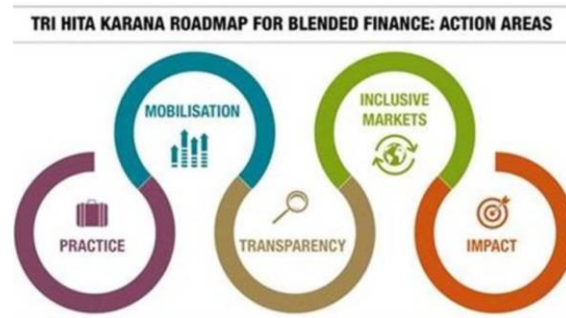 TRI HITA KARANA ROADMAP FOR BLENDED FINANCE: ACTION AREAS
MOBILISATION
INCLUSIVE
MARKETS
PRACTICE
TRANSPARENCY
IMPACT